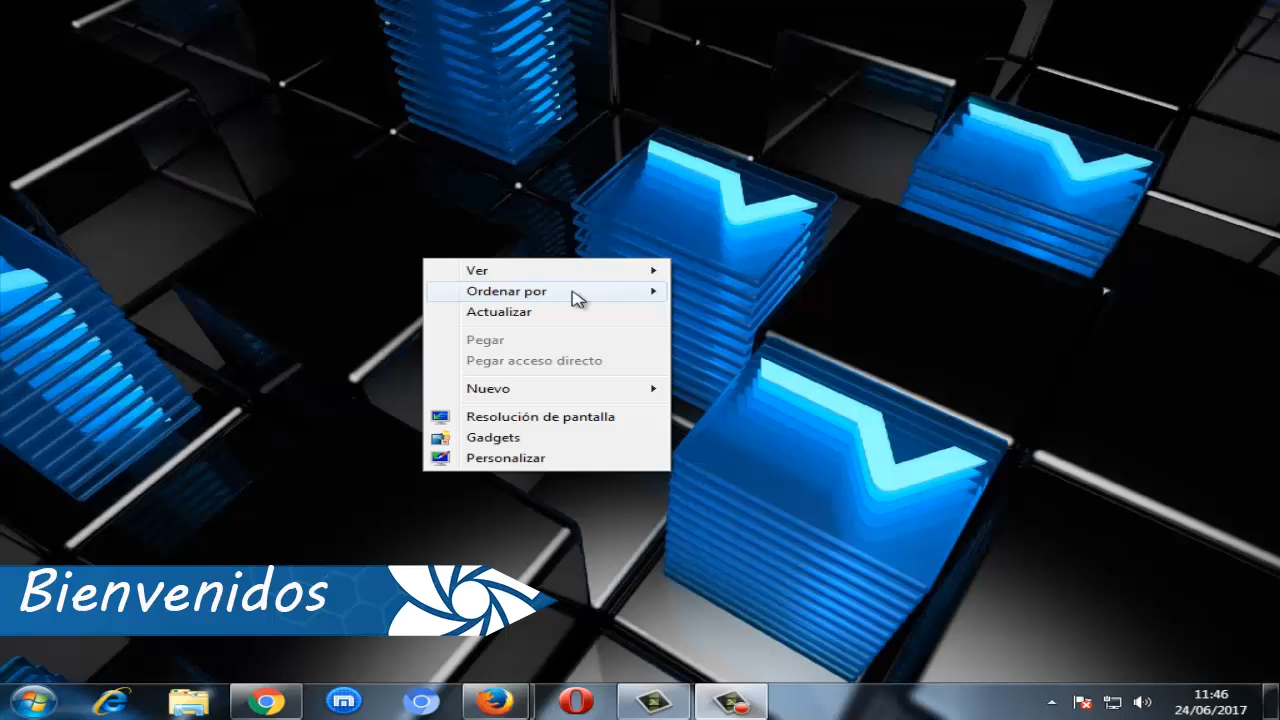 Ver
Ordenar por
Actualizar
Pegar
Pegar acceso directo
Nuevo
Resolución de pantalla
Gadgets
Personalizar
Bienvenidos
11:46
24/06/2017